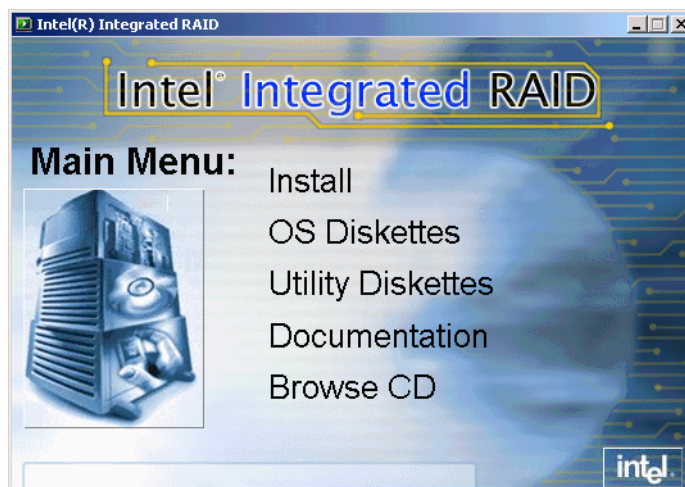 Intel(R) Integrated RAID
Intel® Integrated RAID
Main Menu:
Install
OS Diskettes
Utility Diskettes
Documentation
Browse CD
intel.